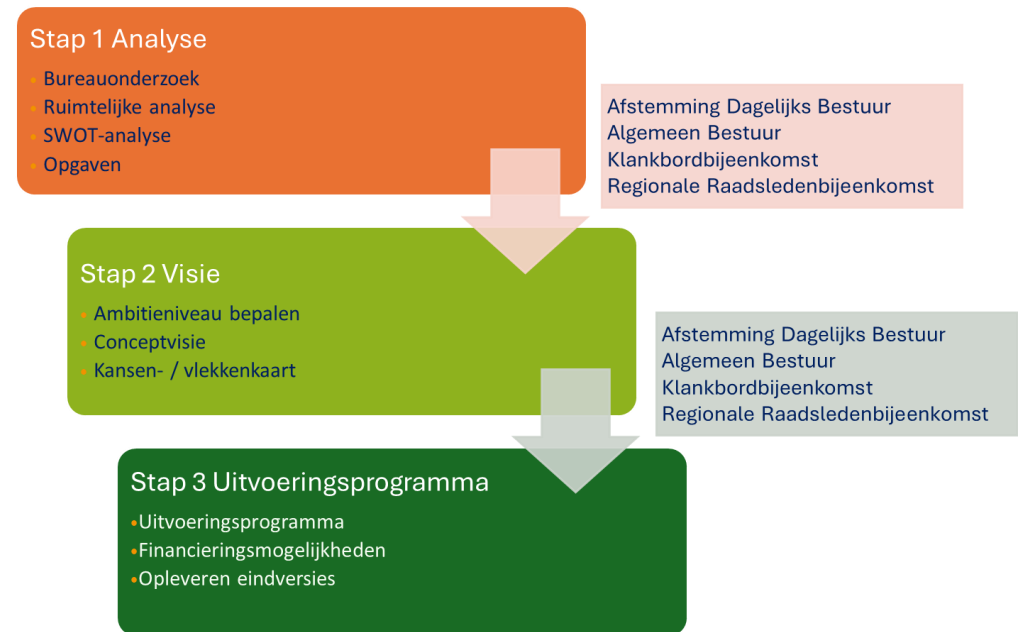 Stap 1 Analyse
• Bureauonderzoek
• Ruimtelijke analyse
• SWOT-analyse
• Opgaven
Afstemming Dagelijks Bestuur
Algemeen Bestuur
Klankbordbijeenkomst
Regionale Raadsledenbijeenkomst
Stap 2 Visie
• Ambitieniveau bepalen
• Conceptvisie
• Kansen- / vlekkenkaart
Afstemming Dagelijks Bestuur
Algemeen Bestuur
Klankbordbijeenkomst
Regionale Raadsledenbijeenkomst
Stap 3 Uitvoeringsprogramma
•Uitvoeringsprogramma
•Financieringsmogelijkheden
•Opleveren eindversies